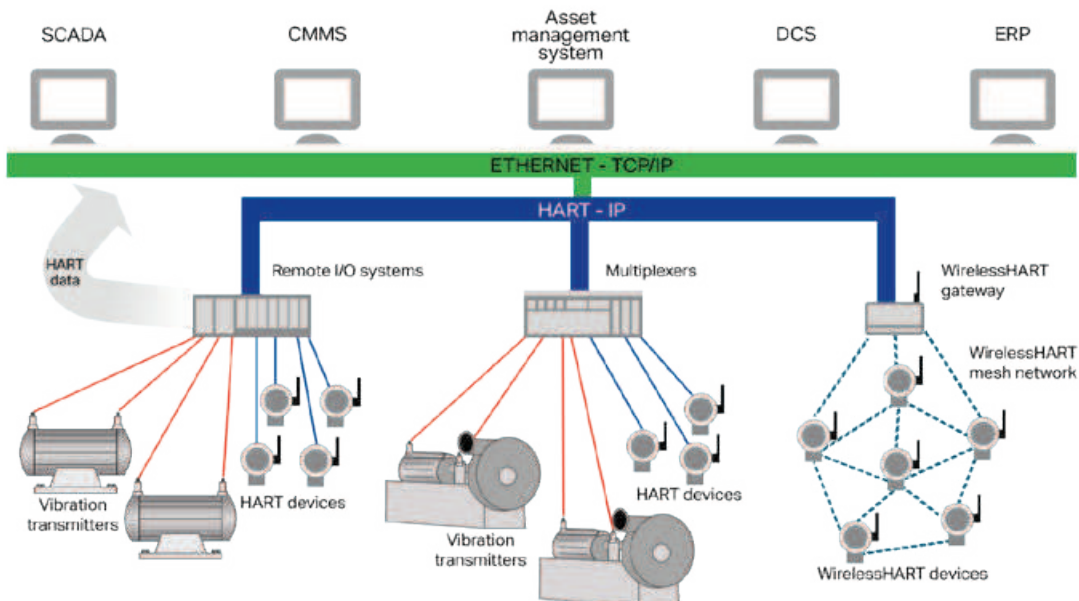 SCADA
CMMS
Asset
management
system
DCS
ERP
ETHERNET - TCP/IP
HART - IP
HART
data
Remote I/O systems
Multiplexers
WirelessHART
gateway
WirelessHART
mesh network
Vibration
transmitters
HART devices
Vibration
transmitters
HART devices
WirelessHART devices